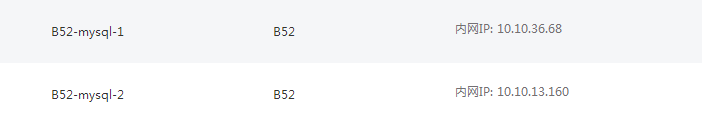 B52-mysql-1 B52 内网IP: 10.10.36.68
B52-mysql-2 B52 内网IP: 10.10.13.160